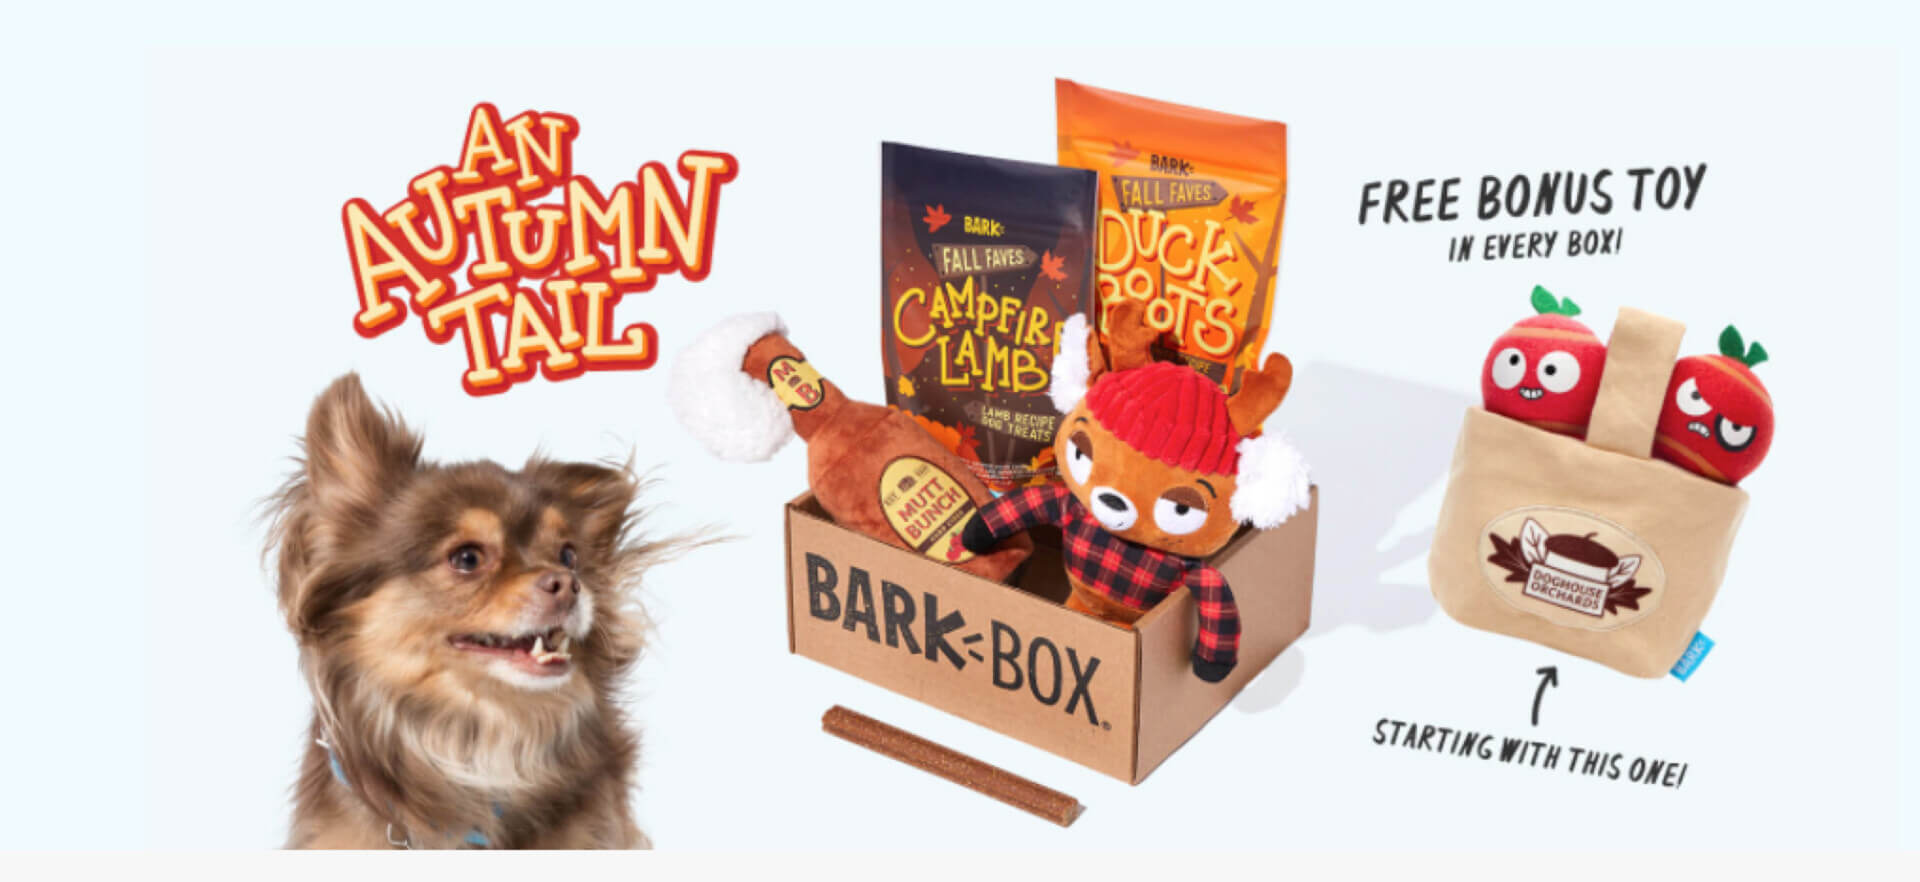 AN
AUTUMN
TAIL
BARK
FALL FAVES
CAMPFIRE
LAMB
LAMB RECIPE
DOG TREATS
BARK
FALL FAVES
DUCK
ROOTS
M B
MUTT
BUNCH
BARK BOX
FREE BONUS TOY
IN EVERY BOX!
DOGHOUSE
ORCHARDS
BARK
STARTING WITH THIS ONE!